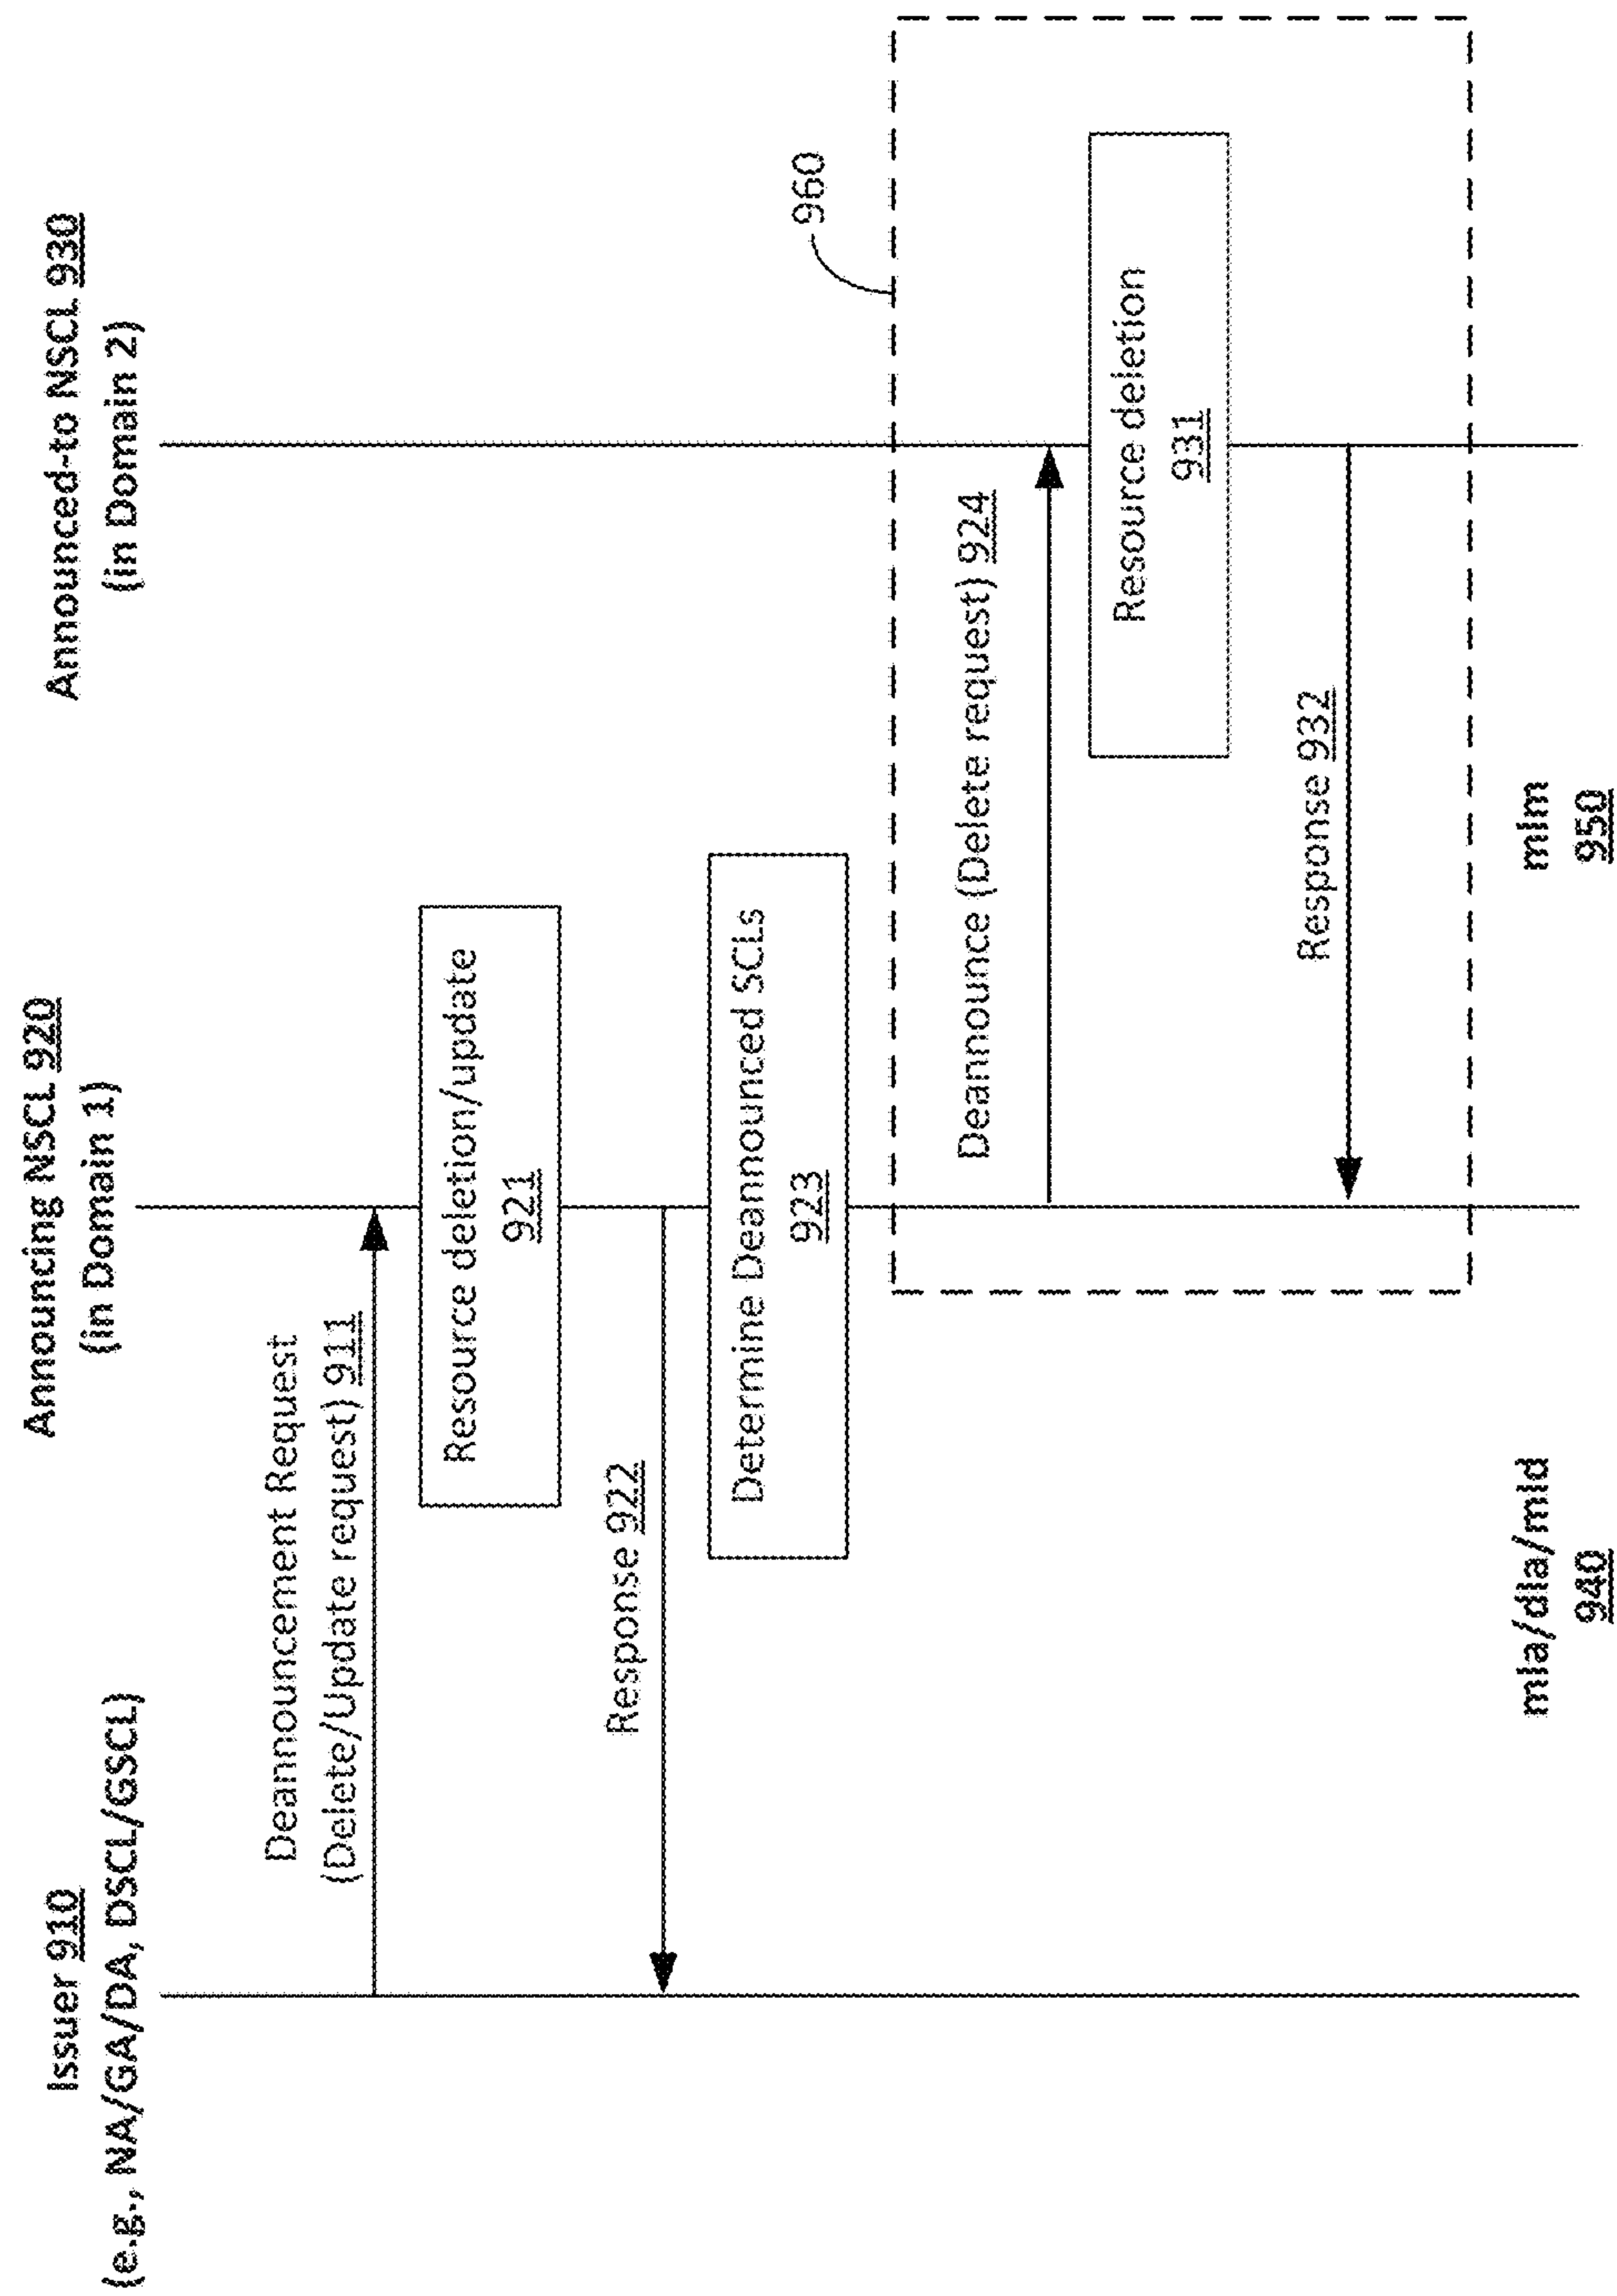 Issuer 910
(e.g., NA/GA/DA, DSCL/GSCL)
Announcing NSCL 920
(in Domain 1)
Announced-to NSCL 930
(in Domain 2)
Deannouncement Request
(Delete/Update request) 911
Resource deletion/update
921
Response 922
Determine Deannounced SCLs
923
960
Deannounce (Delete request) 924
Resource deletion
931
Response 932
mIa/dIa/mId
940
mIm
950